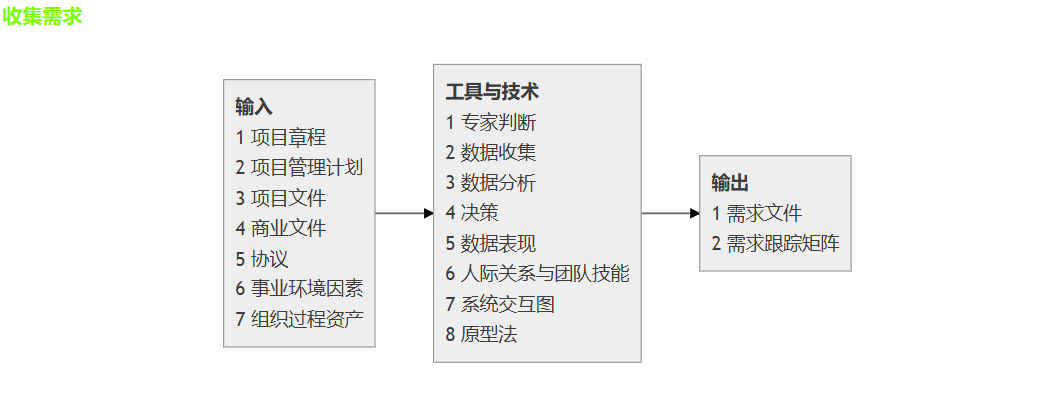 收集需求
输入
1 项目章程
2 项目管理计划
3 项目文件
4 商业文件
5 协议
6 事业环境因素
7 组织过程资产
工具与技术
1 专家判断
2 数据收集
3 数据分析
4 决策
5 数据表现
6 人际关系与团队技能
7 系统交互图
8 原型法
输出
1 需求文件
2 需求跟踪矩阵